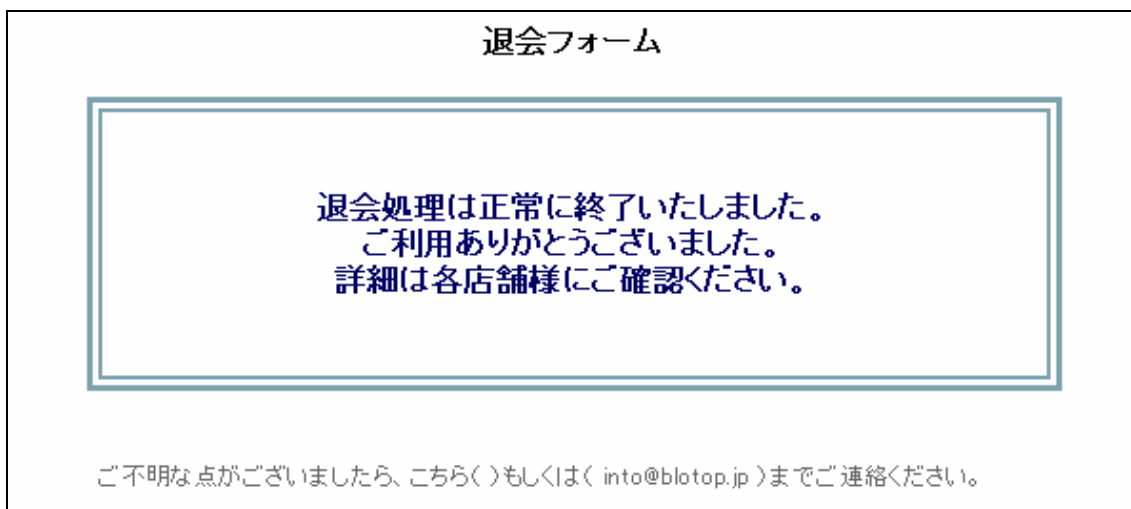 退会フォーム
退会処理は正常に終了いたしました。
ご利用ありがとうございました。
詳細は各店舗様にご確認ください。
ご不明な点がございましたら、こちら( )もしくは( into@blotop.jp )までご連絡ください。